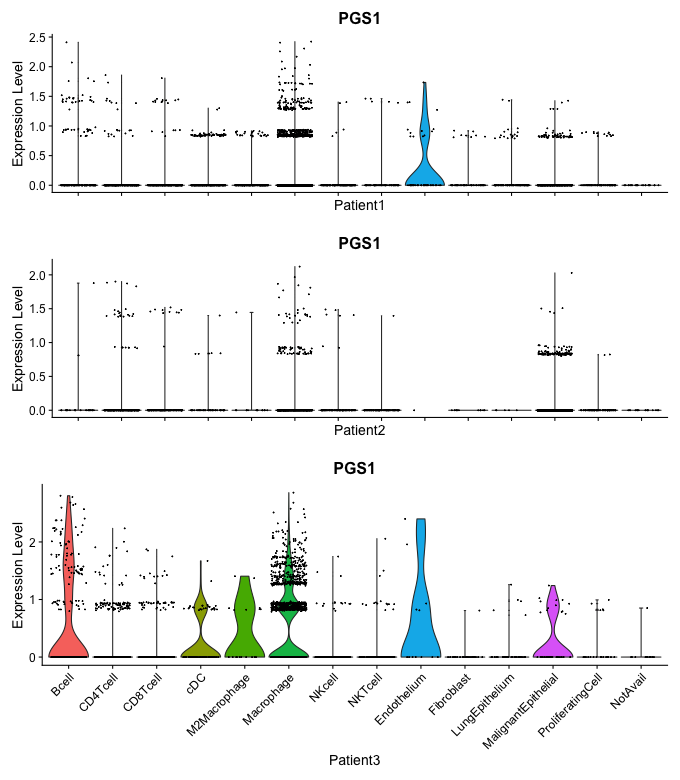 PGS1
Expression Level
2.5
2.0
1.5
1.0
0.5
0.0
Patient1
PGS1
Expression Level
2.0
1.5
1.0
0.5
0.0
Patient2
PGS1
Expression Level
2
1
0
Bcell
CD4Tcell
CD8Tcell
cDC
M2Macrophage
Macrophage
NKcell
NKTcell
Endothelium
Fibroblast
LungEpithelium
MalignantEpithelial
ProliferatingCell
NotAvail
Patient3